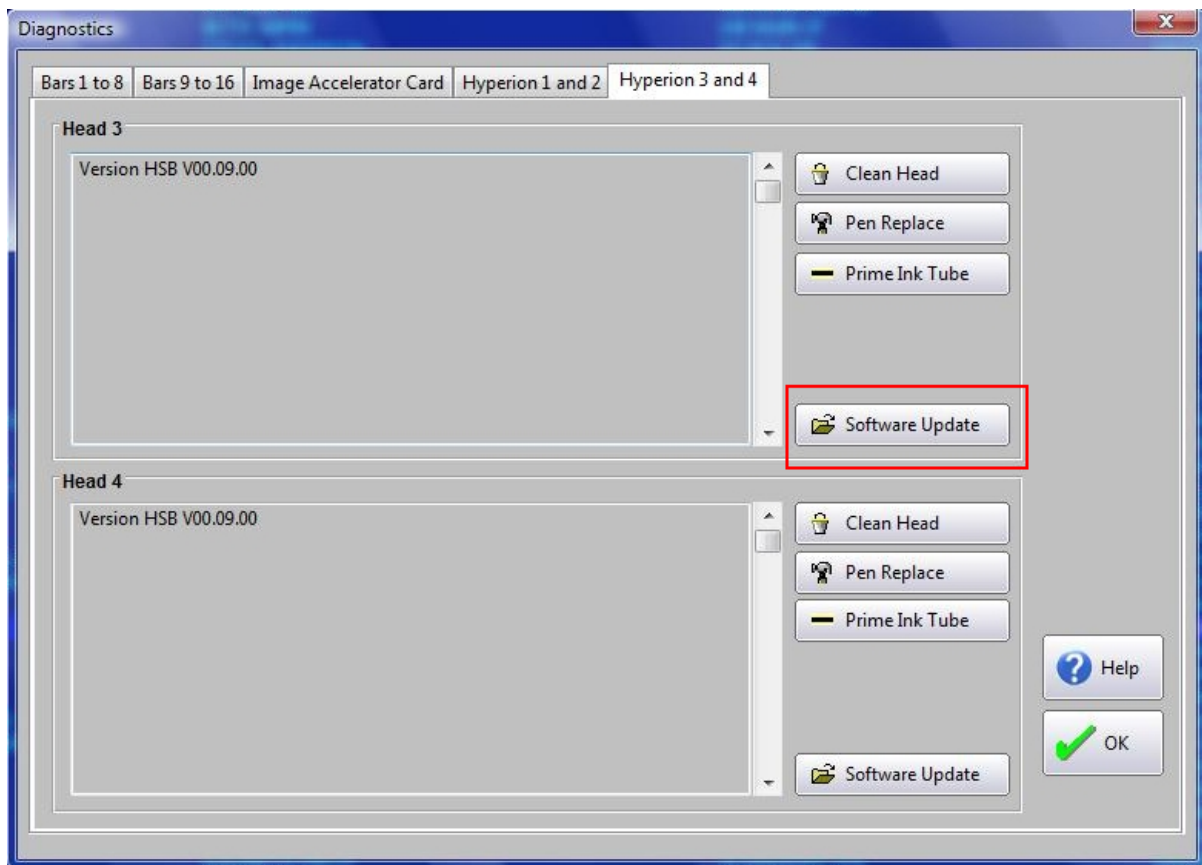 Diagnostics
Bars 1 to 8
Bars 9 to 16
Image Accelerator Card
Hyperion 1 and 2
Hyperion 3 and 4
Head 3
Version HSB V00.09.00
Clean Head
Pen Replace
Prime Ink Tube
Software Update
Head 4
Version HSB V00.09.00
Clean Head
Pen Replace
Prime Ink Tube
Software Update
Help
OK